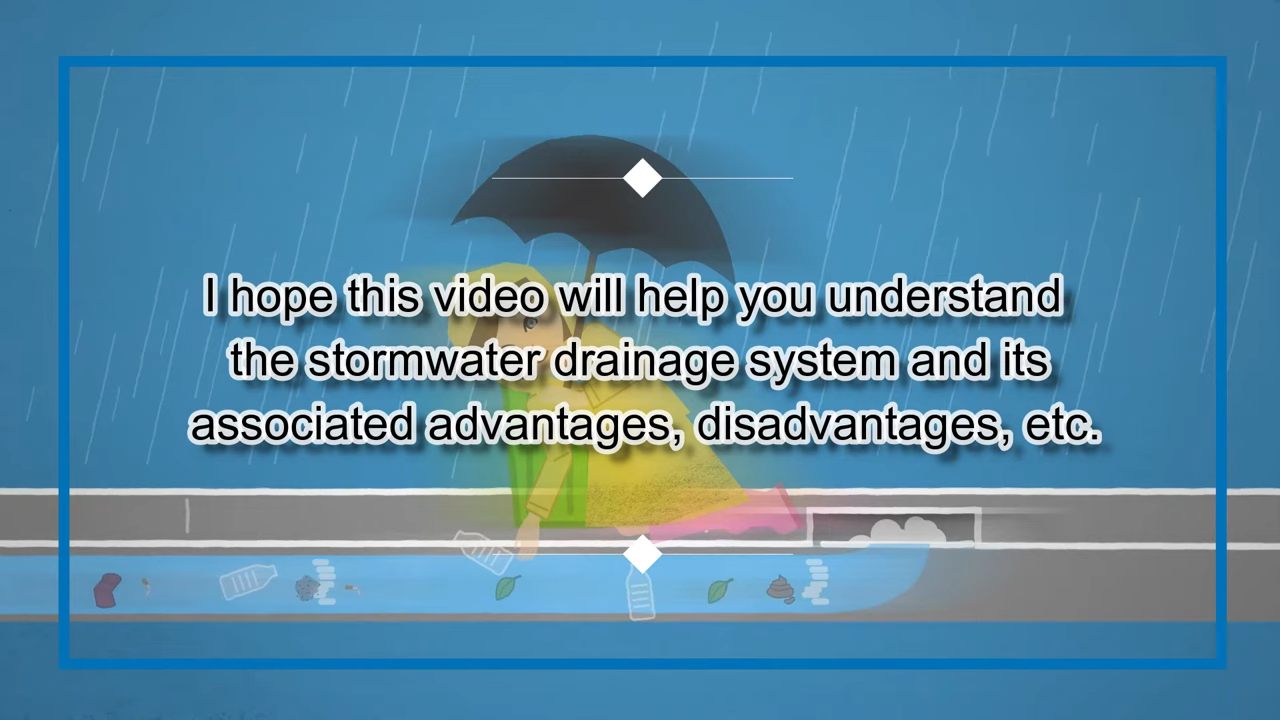 I hope this video will help you understand
the stormwater drainage system and its
associated advantages, disadvantages, etc.